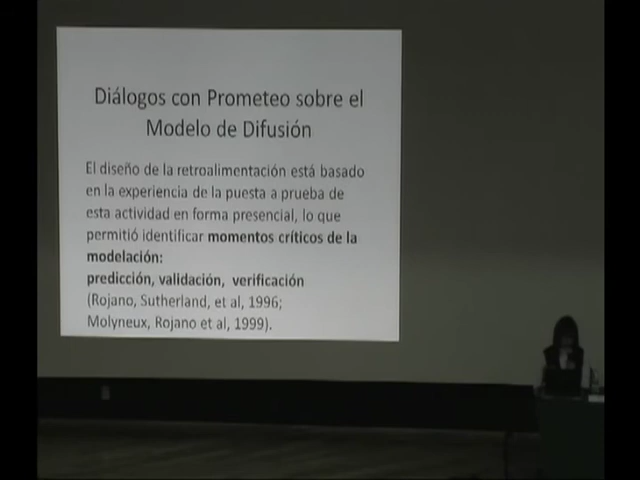 Diálogos con Prometeo sobre el
Modelo de Difusión
El diseño de la retroalimentación está basado
en la experiencia de la puesta a prueba de
esta actividad en forma presencial, lo que
permitió identificar momentos críticos de la
modelación:
predicción, validación, verificación
(Rojano, Sutherland, et al, 1996;
Molyneux, Rojano et al, 1999).